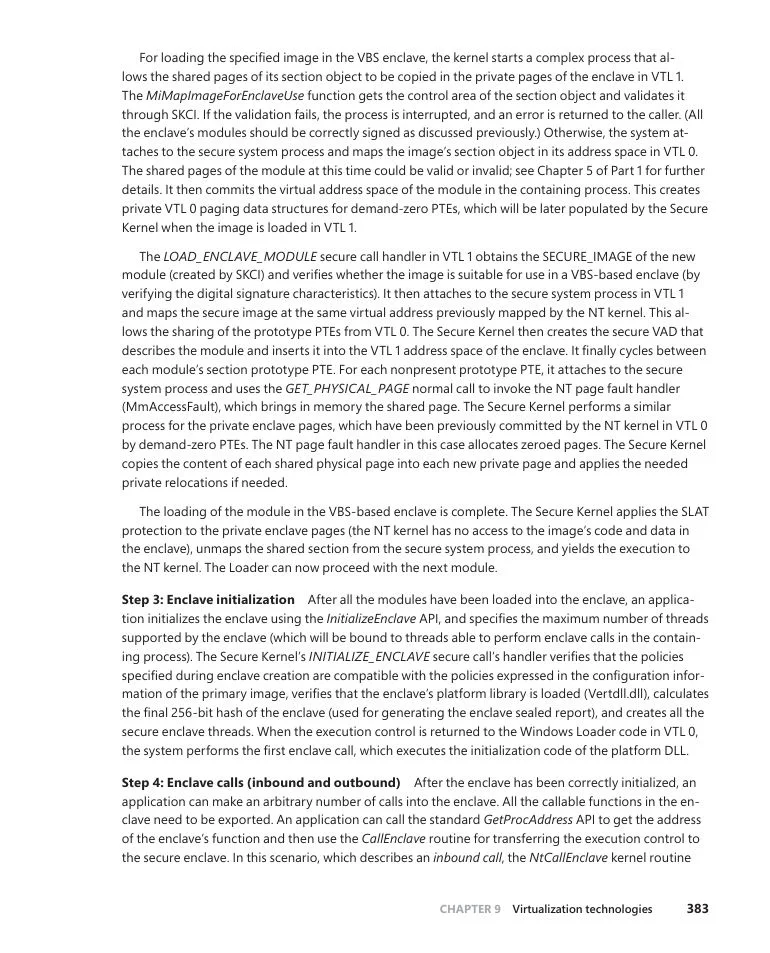 For loading the specified image in the VBS enclave, the kernel starts a complex process that al-
lows the shared pages of its section object to be copied in the private pages of the enclave in VTL 1.
The MiMapImageForEnclaveUse function gets the control area of the section object and validates it
through SKCI. If the validation fails, the process is interrupted, and an error is returned to the caller. (All
the enclave’s modules should be correctly signed as discussed previously.) Otherwise, the system at-
taches to the secure system process and maps the image’s section object in its address space in VTL 0.
The shared pages of the module at this time could be valid or invalid; see Chapter 5 of Part 1 for further
details. It then commits the virtual address space of the module in the containing process. This creates
private VTL 0 paging data structures for demand-zero PTEs, which will be later populated by the Secure
Kernel when the image is loaded in VTL 1.
The LOAD_ENCLAVE_MODULE secure call handler in VTL 1 obtains the SECURE_IMAGE of the new
module (created by SKCI) and verifies whether the image is suitable for use in a VBS-based enclave (by
verifying the digital signature characteristics). It then attaches to the secure system process in VTL 1
and maps the secure image at the same virtual address previously mapped by the NT kernel. This al-
lows the sharing of the prototype PTEs from VTL 0. The Secure Kernel then creates the secure VAD that
describes the module and inserts it into the VTL 1 address space of the enclave. It finally cycles between
each module’s section prototype PTE. For each nonpresent prototype PTE, it attaches to the secure
system process and uses the GET_PHYSICAL_PAGE normal call to invoke the NT page fault handler
(MmAccessFault), which brings in memory the shared page. The Secure Kernel performs a similar
process for the private enclave pages, which have been previously committed by the NT kernel in VTL 0
by demand-zero PTEs. The NT page fault handler in this case allocates zeroed pages. The Secure Kernel
copies the content of each shared physical page into each new private page and applies the needed
private relocations if needed.
The loading of the module in the VBS-based enclave is complete. The Secure Kernel applies the SLAT
protection to the private enclave pages (the NT kernel has no access to the image’s code and data in
the enclave), unmaps the shared section from the secure system process, and yields the execution to
the NT kernel. The Loader can now proceed with the next module.
Step 3: Enclave initialization After all the modules have been loaded into the enclave, an applica-
tion initializes the enclave using the InitializeEnclave API, and specifies the maximum number of threads
supported by the enclave (which will be bound to threads able to perform enclave calls in the contain-
ing process). The Secure Kernel’s INITIALIZE_ENCLAVE secure call’s handler verifies that the policies
specified during enclave creation are compatible with the policies expressed in the configuration infor-
mation of the primary image, verifies that the enclave’s platform library is loaded (Vertdll.dll), calculates
the final 256-bit hash of the enclave (used for generating the enclave sealed report), and creates all the
secure enclave threads. When the execution control is returned to the Windows Loader code in VTL 0,
the system performs the first enclave call, which executes the initialization code of the platform DLL.
Step 4: Enclave calls (inbound and outbound) After the enclave has been correctly initialized, an
application can make an arbitrary number of calls into the enclave. All the callable functions in the en-
clave need to be exported. An application can call the standard GetProcAddress API to get the address
of the enclave’s function and then use the CallEnclave routine for transferring the execution control to
the secure enclave. In this scenario, which describes an inbound call, the NtCallEnclave kernel routine
CHAPTER 9 Virtualization technologies 383